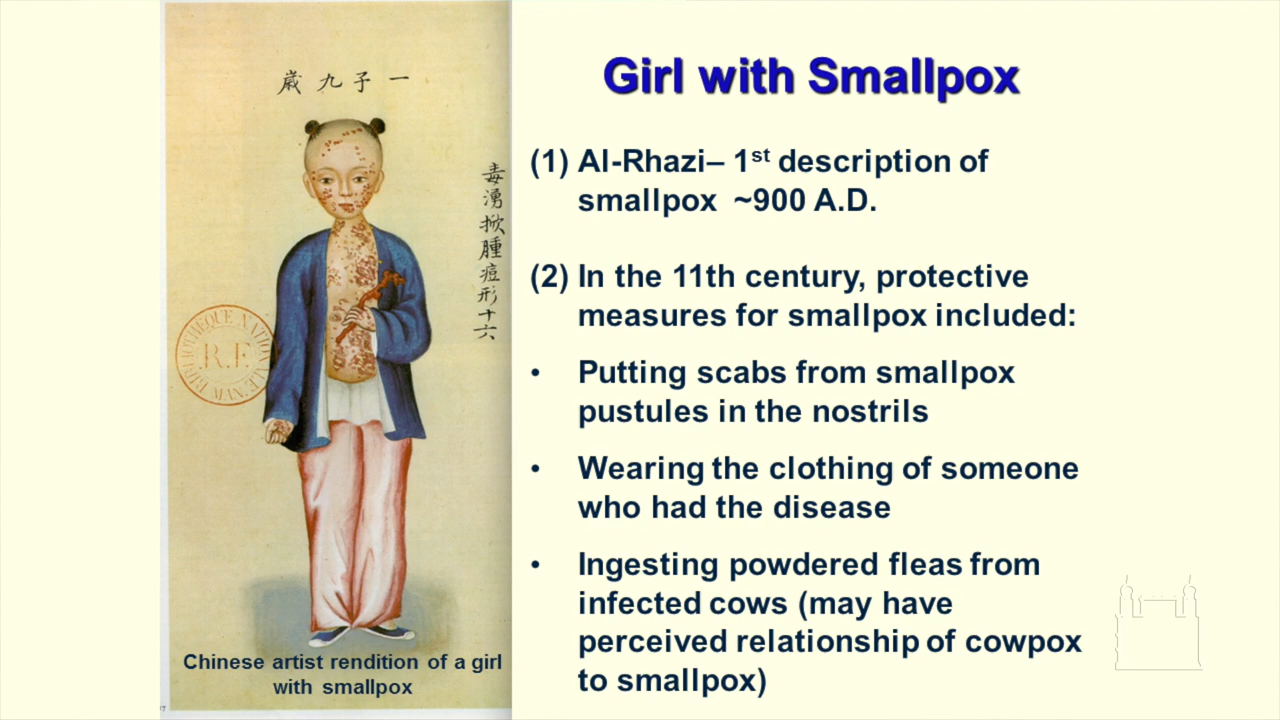 一子九歲
毒湧掀腫痘形十六
BIBLIOTHÈQUE NATIONALE MAN.
R.F.
Chinese artist rendition of a girl
with smallpox
Girl with Smallpox
(1) Al-Rhazi– 1st description of
smallpox ~900 A.D.
(2) In the 11th century, protective
measures for smallpox included:
• Putting scabs from smallpox
pustules in the nostrils
• Wearing the clothing of someone
who had the disease
• Ingesting powdered fleas from
infected cows (may have
perceived relationship of cowpox
to smallpox)